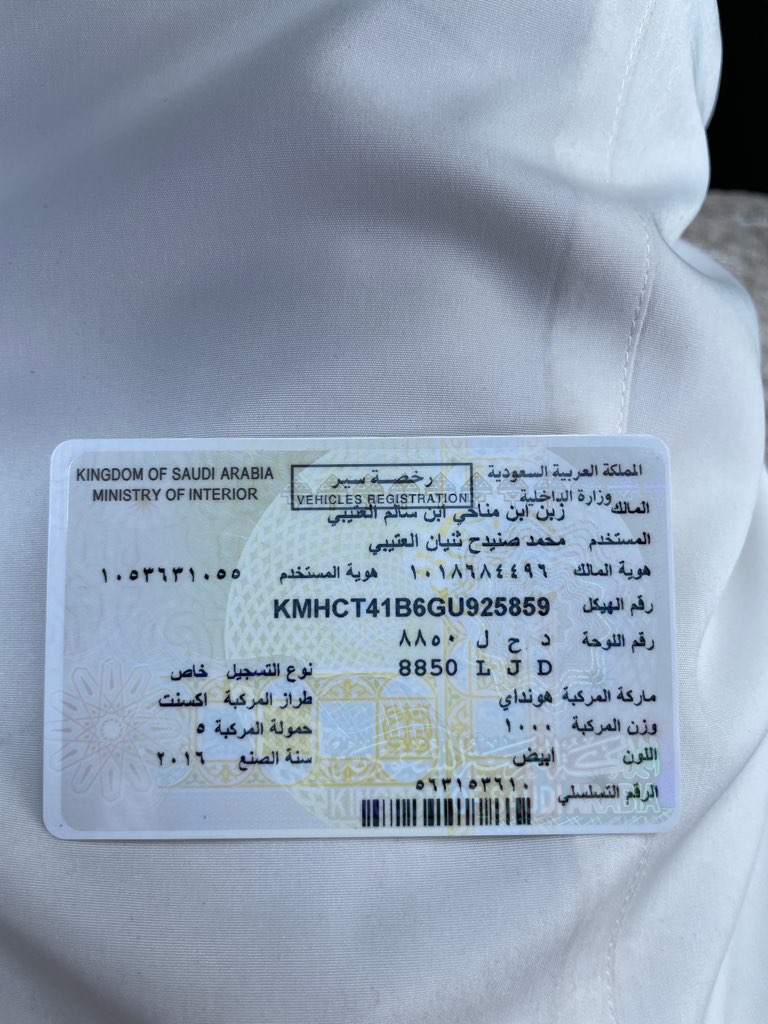 KINGDOM OF SAUDI ARABIA
MINISTRY OF INTERIOR
رخصة سير
VEHICLES REGISTRATION
المملكة العربية السعودية
وزارة الداخلية
المالك زبن ابن مناحي ابن سالم العتيبي
المستخدم محمد صنيدح ثنيان العتيبي
هوية المالك ١٠١٨٦٨٤٤٩٦ هوية المستخدم ١٠٥٣٦٣١٠٥٥
رقم الهيكل KMHCT41B6GU925859
رقم اللوحة د ح ل ٨٨٥٠
8850 L J D
نوع التسجيل خاص
ماركة المركبة هونداي طراز المركبة اكسنت
وزن المركبة ١٠٠٠ حمولة المركبة ٥
اللون ابيض سنة الصنع ٢٠١٦
الرقم التسلسلي ٥٦٣١٥٣٦١٠